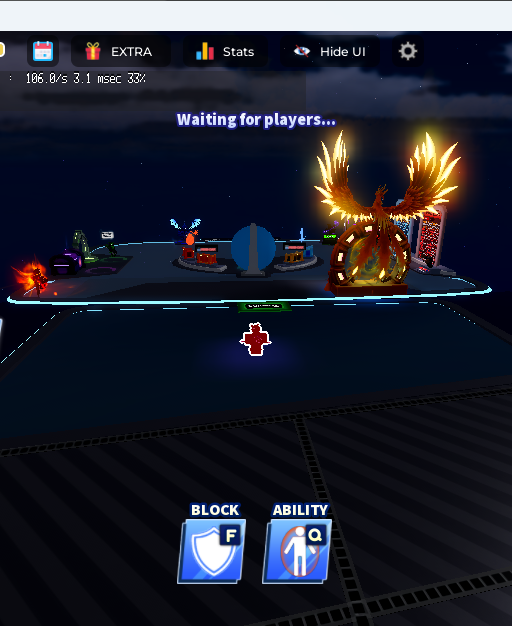 EXTRA
Stats
Hide UI
: 106.0/s 3.1 msec 33%
Waiting for players...
BLOCK
ABILITY
F
Q